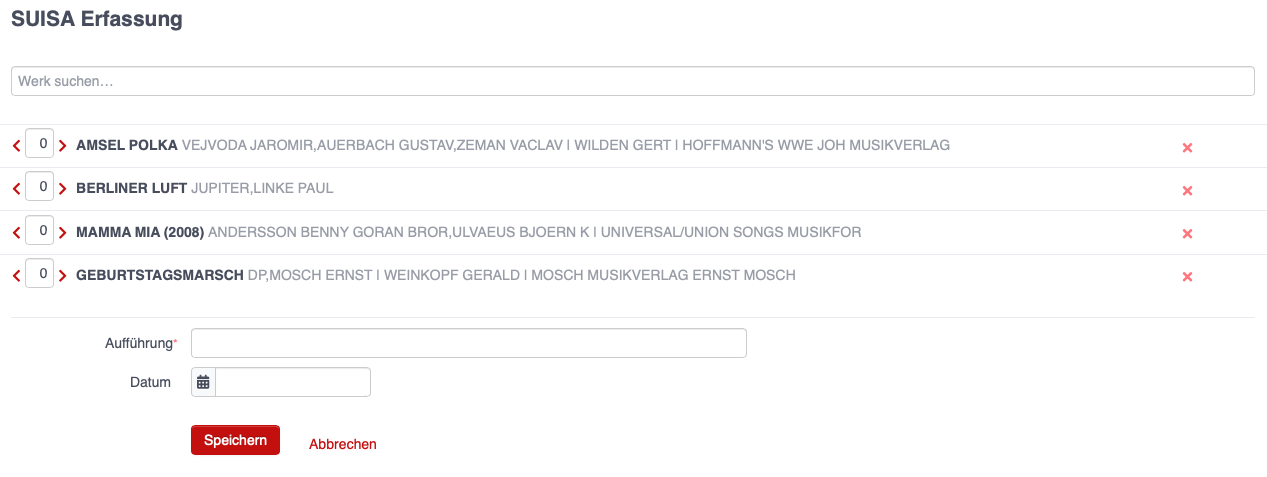 SUISA Erfassung
Werk suchen…
0 AMSEL POLKA VEJVODA JAROMIR,AUERBACH GUSTAV,ZEMAN VACLAV | WILDEN GERT | HOFFMANN'S WWE JOH MUSIKVERLAG
0 BERLINER LUFT JUPITER,LINKE PAUL
0 MAMMA MIA (2008) ANDERSSON BENNY GORAN BROR,ULVAEUS BJOERN K | UNIVERSAL/UNION SONGS MUSIKFOR
0 GEBURTSTAGSMARSCH DP,MOSCH ERNST | WEINKOPF GERALD | MOSCH MUSIKVERLAG ERNST MOSCH
Aufführung*
Datum
Speichern Abbrechen